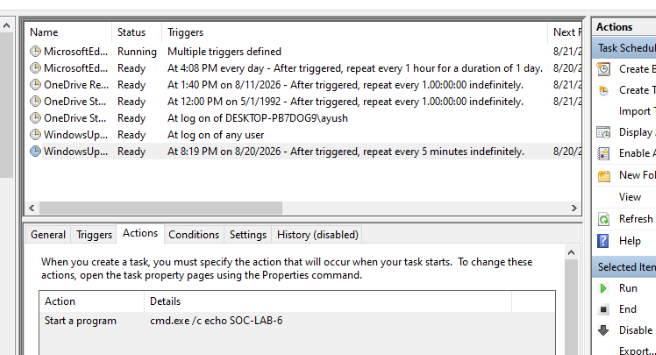 Name Status Triggers Next F
MicrosoftEd... Running Multiple triggers defined 8/21/2
MicrosoftEd... Ready At 4:08 PM every day - After triggered, repeat every 1 hour for a duration of 1 day. 8/20/2
OneDrive Re... Ready At 1:40 PM on 8/11/2026 - After triggered, repeat every 1.00:00:00 indefinitely. 8/21/2
OneDrive St... Ready At 12:00 PM on 5/1/1992 - After triggered, repeat every 1.00:00:00 indefinitely. 8/21/2
OneDrive St... Ready At log on of DESKTOP-PB7DOG9\ayush
WindowsUp... Ready At log on of any user
WindowsUp... Ready At 8:19 PM on 8/20/2026 - After triggered, repeat every 5 minutes indefinitely. 8/20/2
General Triggers Actions Conditions Settings History (disabled)
When you create a task, you must specify the action that will occur when your task starts. To change these
actions, open the task property pages using the Properties command.
Action Details
Start a program cmd.exe /c echo SOC-LAB-6
Actions
Task Schedul
Create B
Create T
Import T
Display
Enable A
New Fol
View
Refresh
Help
Selected Iten
Run
End
Disable
Export...